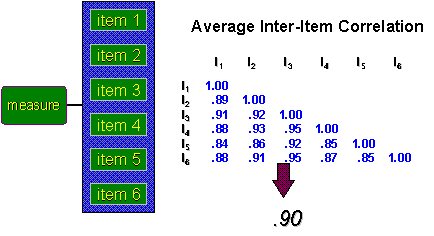 measure
item 1
item 2
item 3
item 4
item 5
item 6
Average Inter-Item Correlation
I1 I2 I3 I4 I5 I6
I1 1.00
I2 .89 1.00
I3 .91 .92 1.00
I4 .88 .93 .95 1.00
I5 .84 .86 .92 .85 1.00
I6 .88 .91 .95 .87 .85 1.00
.90